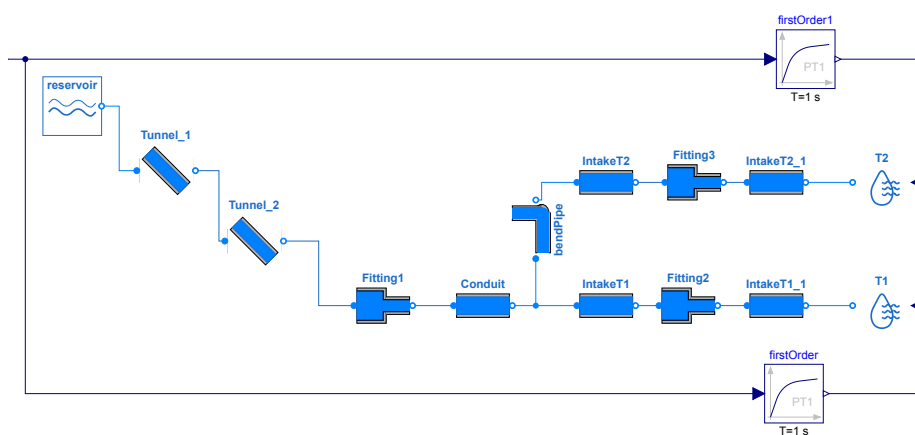 firstOrder1
PT1
T=1 s
reservoir
Tunnel_1
Tunnel_2
IntakeT2
Fitting3
IntakeT2_1
T2
bendPipe
Fitting1
Conduit
IntakeT1
Fitting2
IntakeT1_1
T1
firstOrder
PT1
T=1 s